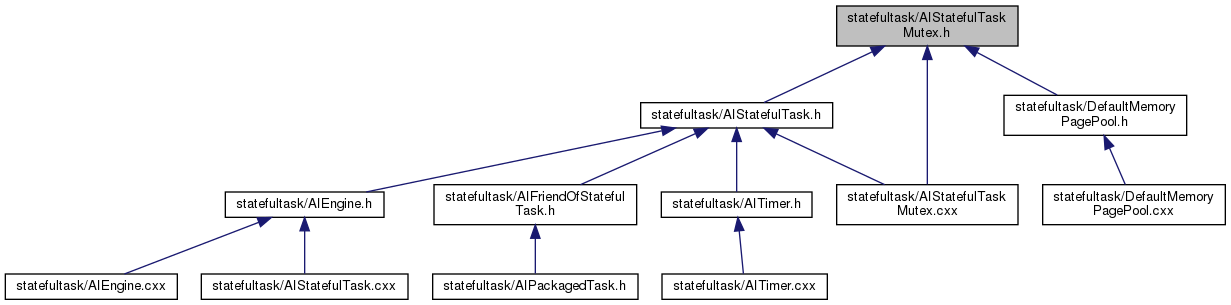 statefultask/AIStatefulTask
Mutex.h
statefultask/AIStatefulTask.h
statefultask/DefaultMemory
PagePool.h
statefultask/AIEngine.h
statefultask/AIFriendOfStateful
Task.h
statefultask/AITimer.h
statefultask/AIStatefulTask
Mutex.cxx
statefultask/DefaultMemory
PagePool.cxx
statefultask/AIEngine.cxx
statefultask/AIStatefulTask.cxx
statefultask/AIPackagedTask.h
statefultask/AITimer.cxx